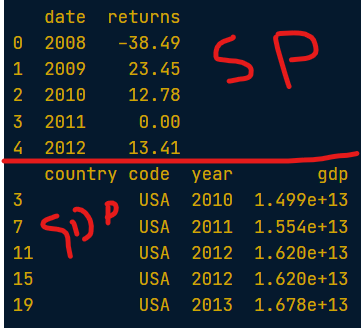 date returns
0 2008 -38.49
1 2009 23.45
2 2010 12.78
3 2011 0.00
4 2012 13.41
SP
country code year gdp
3 USA 2010 1.499e+13
7 USA 2011 1.554e+13
11 USA 2012 1.620e+13
15 USA 2012 1.620e+13
19 USA 2013 1.678e+13
GDP